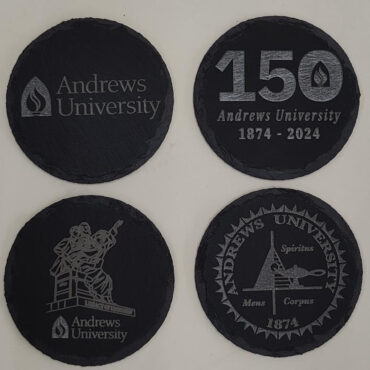 Andrews
University
150
Andrews University
1874 - 2024
Andrews
University
ANDREWS UNIVERSITY
Spiritus
Mens Corpus
1874